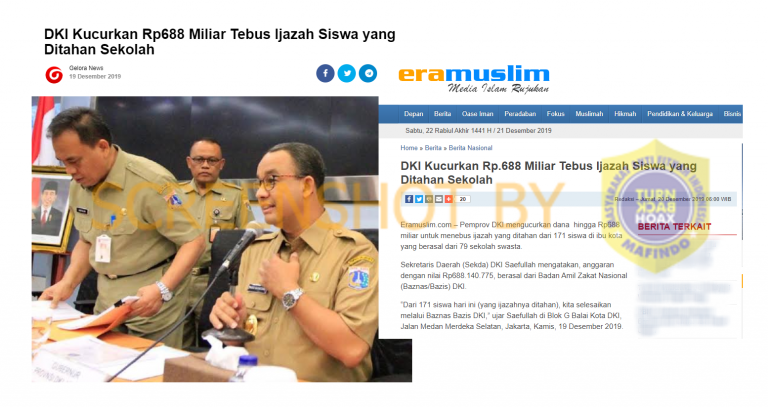 DKI Kucurkan Rp688 Miliar Tebus Ijazah Siswa yang
Ditahan Sekolah
Gelora News
19 Desember 2019
eramuslim
Media Islam Rujukan
Depan Berita Oase Iman Peradaban Fokus Muslimah Hikmah Pendidikan & Keluarga Bisnis
Sabtu, 22 Rabiul Akhir 1441 H / 21 Desember 2019
Home » Berita » Berita Nasional
DKI Kucurkan Rp.688 Miliar Tebus Ijazah Siswa yang
Ditahan Sekolah
20
Redaksi – Jumat, 20 Desember 2019 06:00 WIB
Eramuslim.com – Pemprov DKI mengucurkan dana hingga Rp688
miliar untuk menebus ijazah yang ditahan dari 171 siswa di ibu kota
yang berasal dari 79 sekolah swasta.
Sekretaris Daerah (Sekda) DKI Saefullah mengatakan, anggaran
dengan nilai Rp688.140.775, berasal dari Badan Amil Zakat Nasional
(Baznas/Bazis) DKI.
"Dari 171 siswa hari ini (yang ijazahnya ditahan), kita selesaikan
melalui Baznas Bazis DKI," ujar Saefullah di Blok G Balai Kota DKI,
Jalan Medan Merdeka Selatan, Jakarta, Kamis, 19 Desember 2019.
BERITA TERKAIT
SCREENSHOT BY
MASYARAKAT ANTI FITNAH INDONESIA
TURN
BACK
HOAX
MAFINDO
GUBERNUR